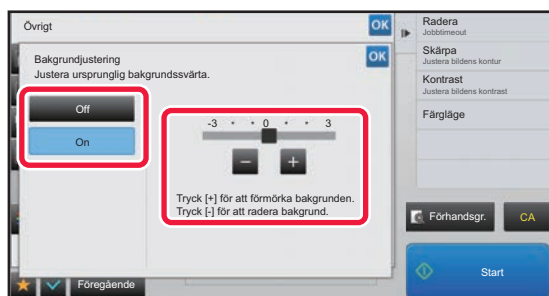 Övrigt
OK
Bakgrundjustering
OK
Justera ursprunglig bakgrundssvärta.
Off
On
-3 • • 0 • • 3
− +
Tryck [+] för att förmörka bakgrunden.
Tryck [-] för att radera bakgrund.
Föregående
Radera
Jobbtimeout
Skärpa
Justera bildens kontur
Kontrast
Justera bildens kontrast
Färgläge
Förhandsgr.
CA
Start